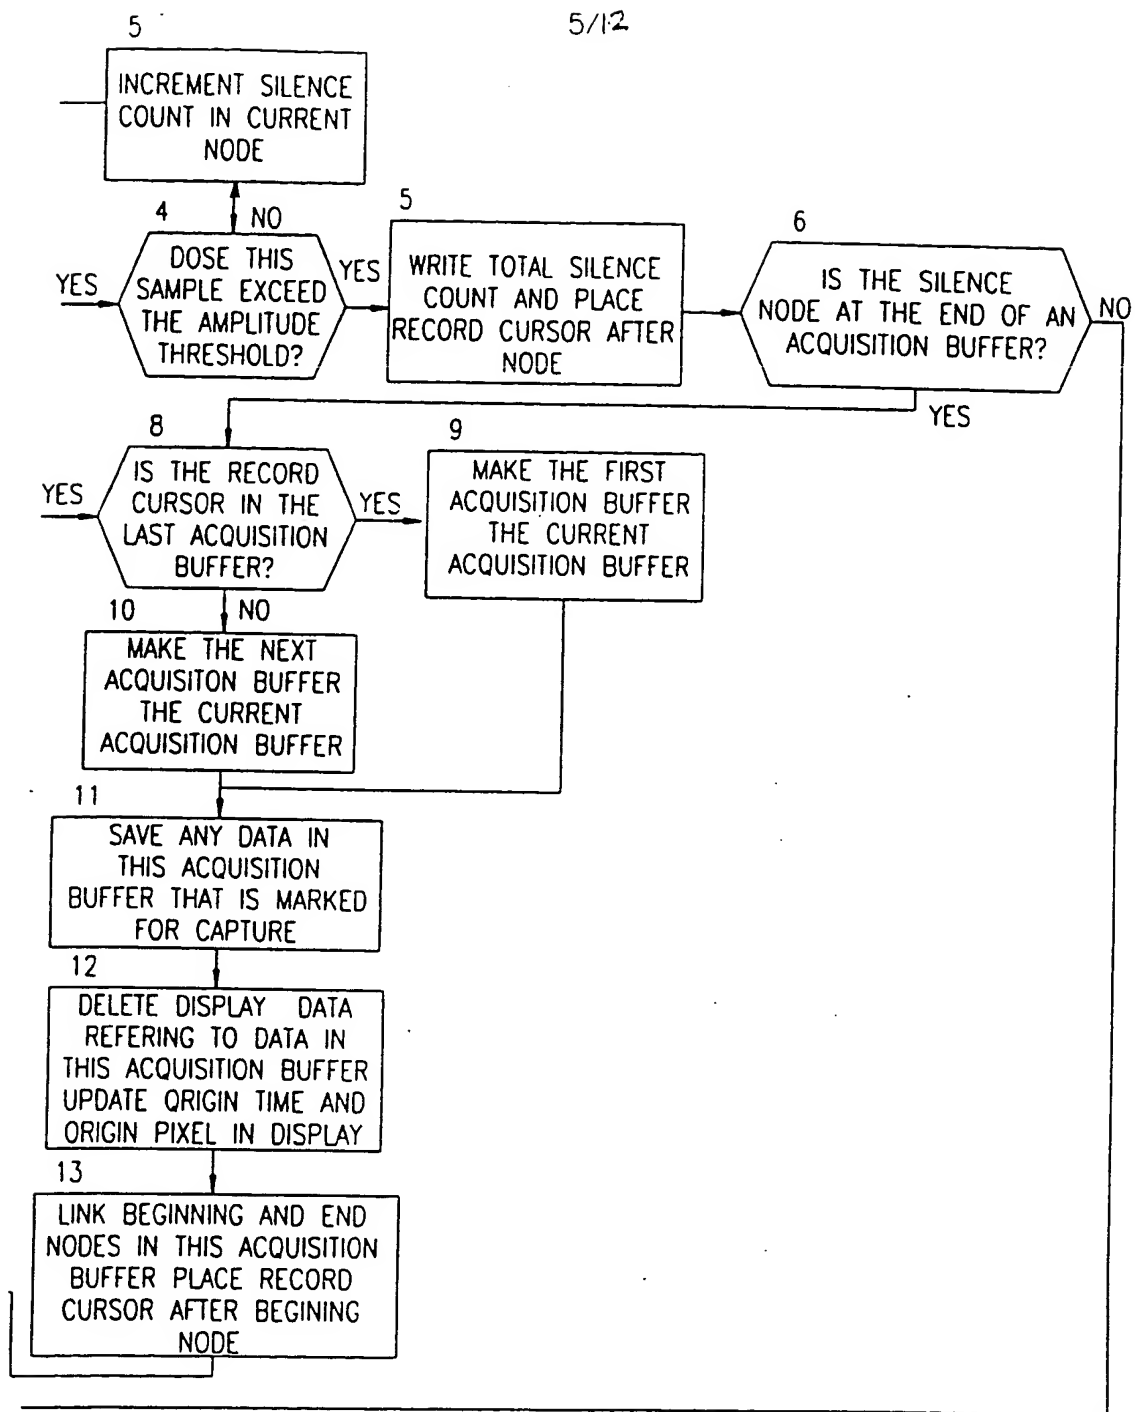 5/12
5
INCREMENT SILENCE
COUNT IN CURRENT
NODE
4
NO
YES
DOSE THIS
SAMPLE EXCEED
THE AMPLITUDE
THRESHOLD?
YES
5
WRITE TOTAL SILENCE
COUNT AND PLACE
RECORD CURSOR AFTER
NODE
6
IS THE SILENCE
NODE AT THE END OF AN
ACQUISITION BUFFER?
NO
YES
8
YES
IS THE RECORD
CURSOR IN THE
LAST ACQUISITION
BUFFER?
YES
9
MAKE THE FIRST
ACQUISITION BUFFER
THE CURRENT
ACQUISITION BUFFER
NO
10
MAKE THE NEXT
ACQUISITON BUFFER
THE CURRENT
ACQUISITION BUFFER
11
SAVE ANY DATA IN
THIS ACQUISITION
BUFFER THAT IS MARKED
FOR CAPTURE
12
DELETE DISPLAY DATA
REFERING TO DATA IN
THIS ACQUISITION BUFFER
UPDATE ORIGIN TIME AND
ORIGIN PIXEL IN DISPLAY
13
LINK BEGINNING AND END
NODES IN THIS ACQUISITION
BUFFER PLACE RECORD
CURSOR AFTER BEGINING
NODE